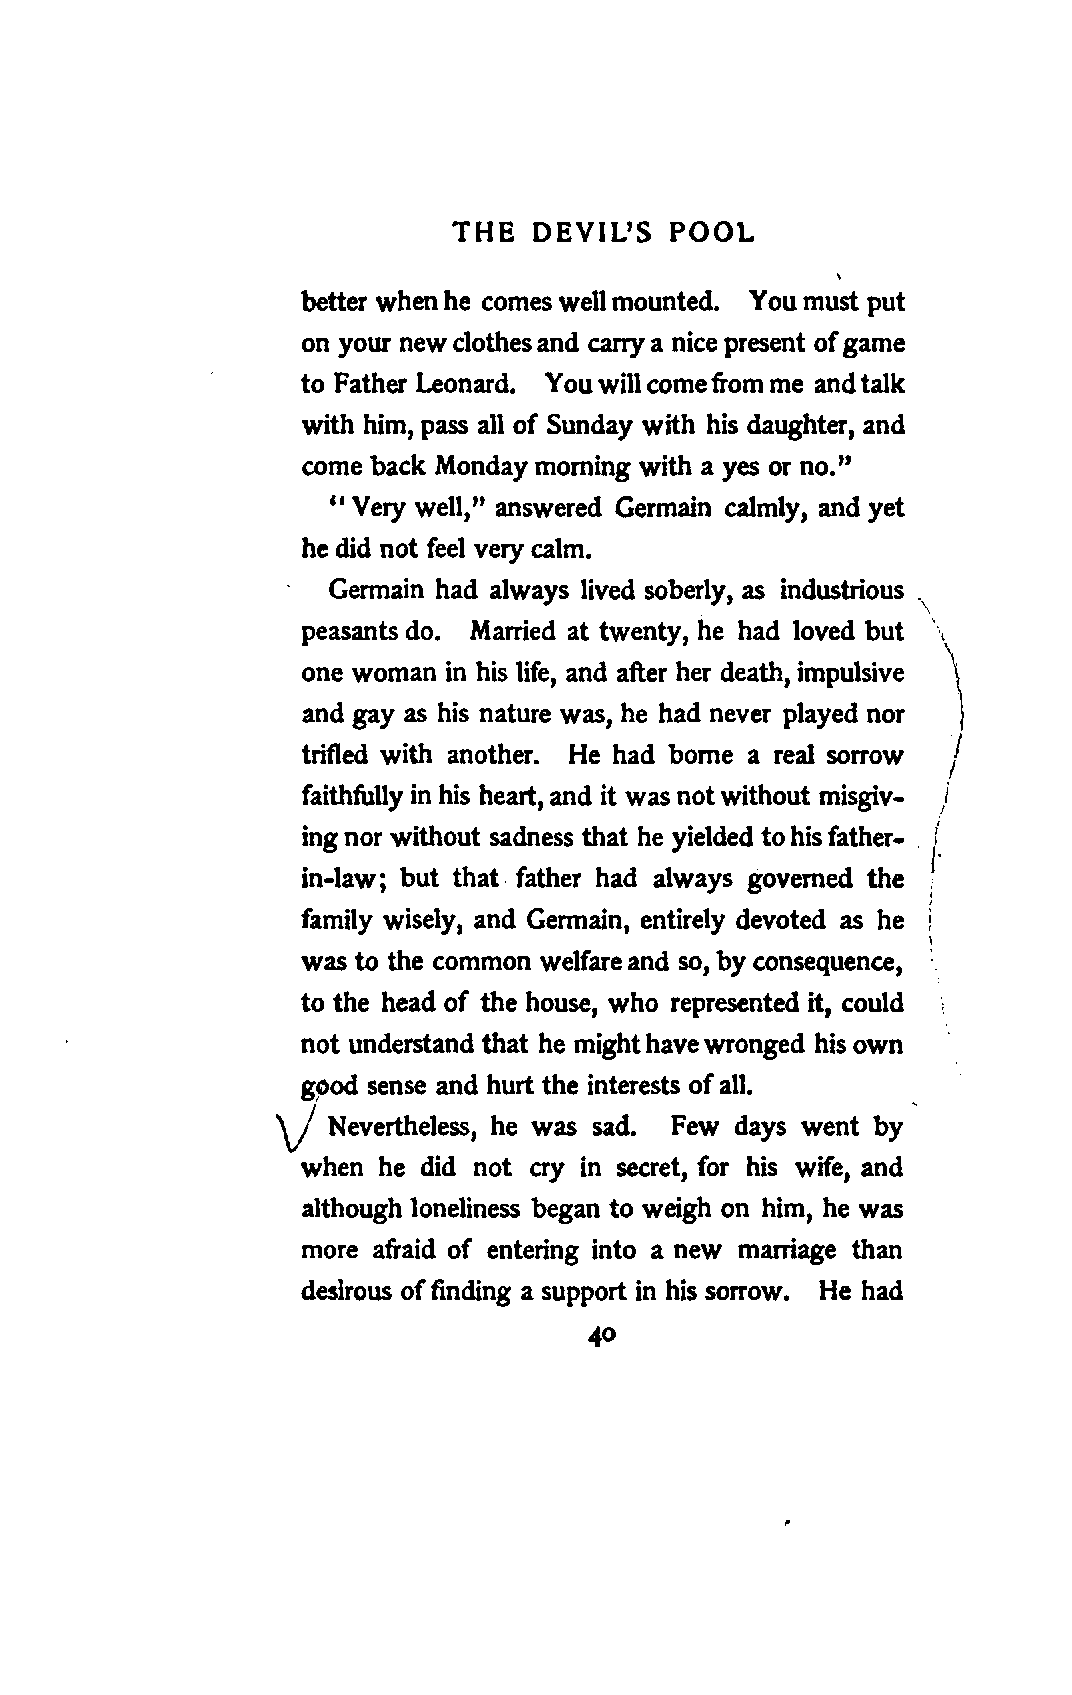 THE DEVIL'S POOL
better when he comes well mounted. You must put
on your new clothes and carry a nice present of game
to Father Leonard. You will come from me and talk
with him, pass all of Sunday with his daughter, and
come back Monday morning with a yes or no."
"Very well," answered Germain calmly, and yet
he did not feel very calm.
Germain had always lived soberly, as industrious
peasants do. Married at twenty, he had loved but
one woman in his life, and after her death, impulsive
and gay as his nature was, he had never played nor
trifled with another. He had borne a real sorrow
faithfully in his heart, and it was not without misgiv-
ing nor without sadness that he yielded to his father-
in-law; but that father had always governed the
family wisely, and Germain, entirely devoted as he
was to the common welfare and so, by consequence,
to the head of the house, who represented it, could
not understand that he might have wronged his own
good sense and hurt the interests of all.
Nevertheless, he was sad. Few days went by
when he did not cry in secret, for his wife, and
although loneliness began to weigh on him, he was
more afraid of entering into a new marriage than
desirous of finding a support in his sorrow. He had
40